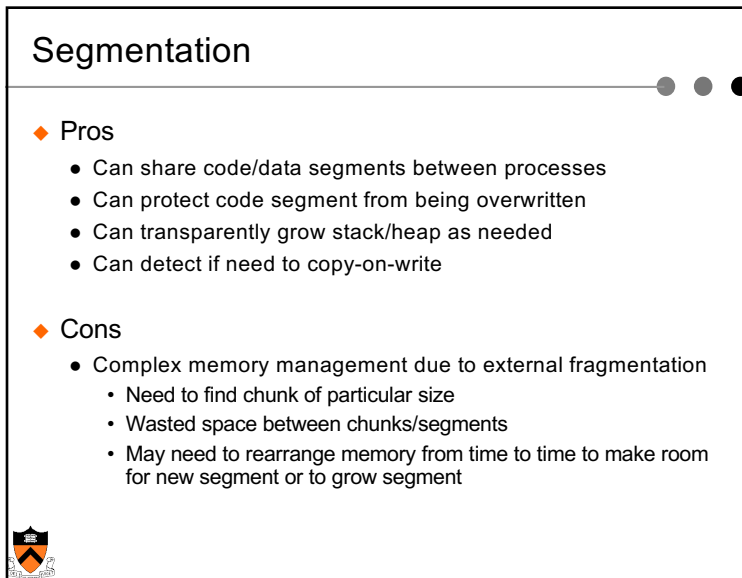 Segmentation
◆ Pros
● Can share code/data segments between processes
● Can protect code segment from being overwritten
● Can transparently grow stack/heap as needed
● Can detect if need to copy-on-write
◆ Cons
● Complex memory management due to external fragmentation
• Need to find chunk of particular size
• Wasted space between chunks/segments
• May need to rearrange memory from time to time to make room
for new segment or to grow segment